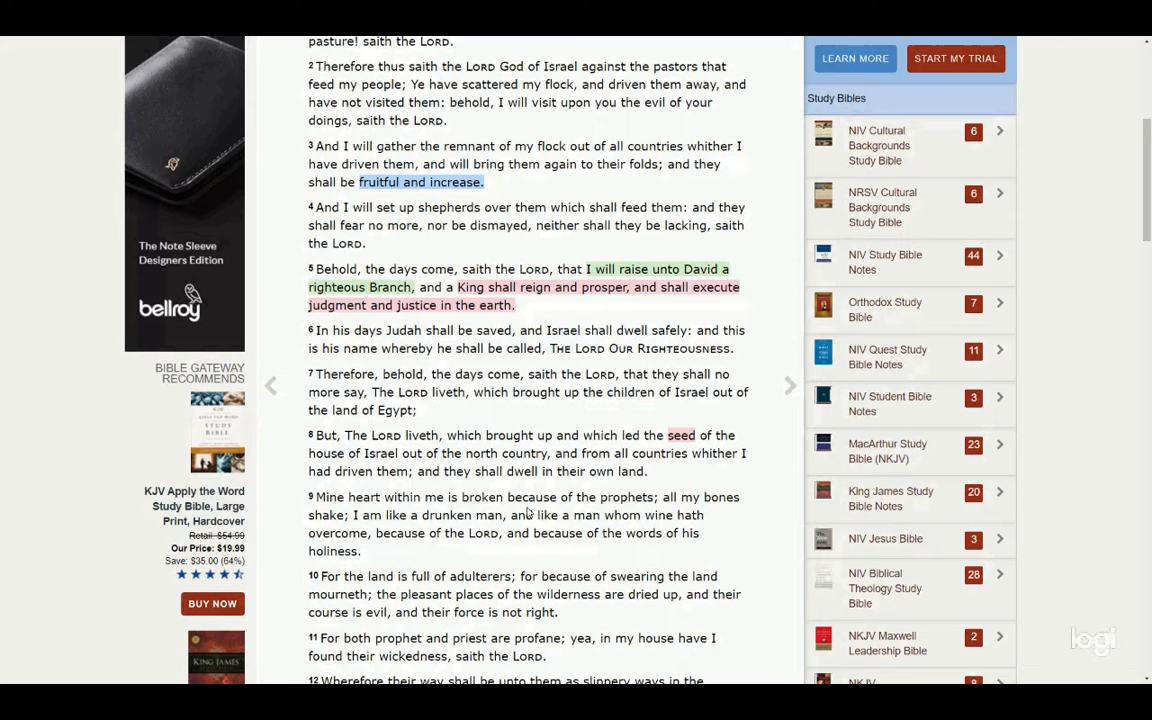 pasture! saith the LORD.
2 Therefore thus saith the LORD God of Israel against the pastors that
feed my people; Ye have scattered my flock, and driven them away, and
have not visited them: behold, I will visit upon you the evil of your
doings, saith the LORD.
3 And I will gather the remnant of my flock out of all countries whither I
have driven them, and will bring them again to their folds; and they
shall be fruitful and increase.
4 And I will set up shepherds over them which shall feed them: and they
shall fear no more, nor be dismayed, neither shall they be lacking, saith
the LORD.
5 Behold, the days come, saith the LORD, that I will raise unto David a
righteous Branch, and a King shall reign and prosper, and shall execute
judgment and justice in the earth.
6 In his days Judah shall be saved, and Israel shall dwell safely: and this
is his name whereby he shall be called, THE LORD OUR RIGHTEOUSNESS.
7 Therefore, behold, the days come, saith the LORD, that they shall no
more say, The LORD liveth, which brought up the children of Israel out of
the land of Egypt;
8 But, The LORD liveth, which brought up and which led the seed of the
house of Israel out of the north country, and from all countries whither I
had driven them; and they shall dwell in their own land.
9 Mine heart within me is broken because of the prophets; all my bones
shake; I am like a drunken man, and like a man whom wine hath
overcome, because of the LORD, and because of the words of his
holiness.
10 For the land is full of adulterers; for because of swearing the land
mourneth; the pleasant places of the wilderness are dried up, and their
course is evil, and their force is not right.
11 For both prophet and priest are profane; yea, in my house have I
found their wickedness, saith the LORD.
12 Wherefore their way shall be unto them as slippery ways in the
The Note Sleeve
Designers Edition
bellroy
BIBLE GATEWAY
RECOMMENDS
STUDY
BIBLE
KJV Apply the Word
Study Bible, Large
Print, Hardcover
Retail: $54.99
Our Price: $19.99
Save: $35.00 (64%)
BUY NOW
KING JAMES
LEARN MORE
START MY TRIAL
Study Bibles
NIV Cultural
Backgrounds
Study Bible
6
NRSV Cultural
Backgrounds
Study Bible
6
NIV Study Bible
Notes
44
Orthodox Study
Bible
7
NIV Quest Study
Bible Notes
11
NIV Student Bible
Notes
3
MacArthur Study
Bible (NKJV)
23
King James Study
Bible Notes
20
NIV Jesus Bible
3
NIV Biblical
Theology Study
Bible
28
NKJV Maxwell
Leadership Bible
2
NKJV
8
logi